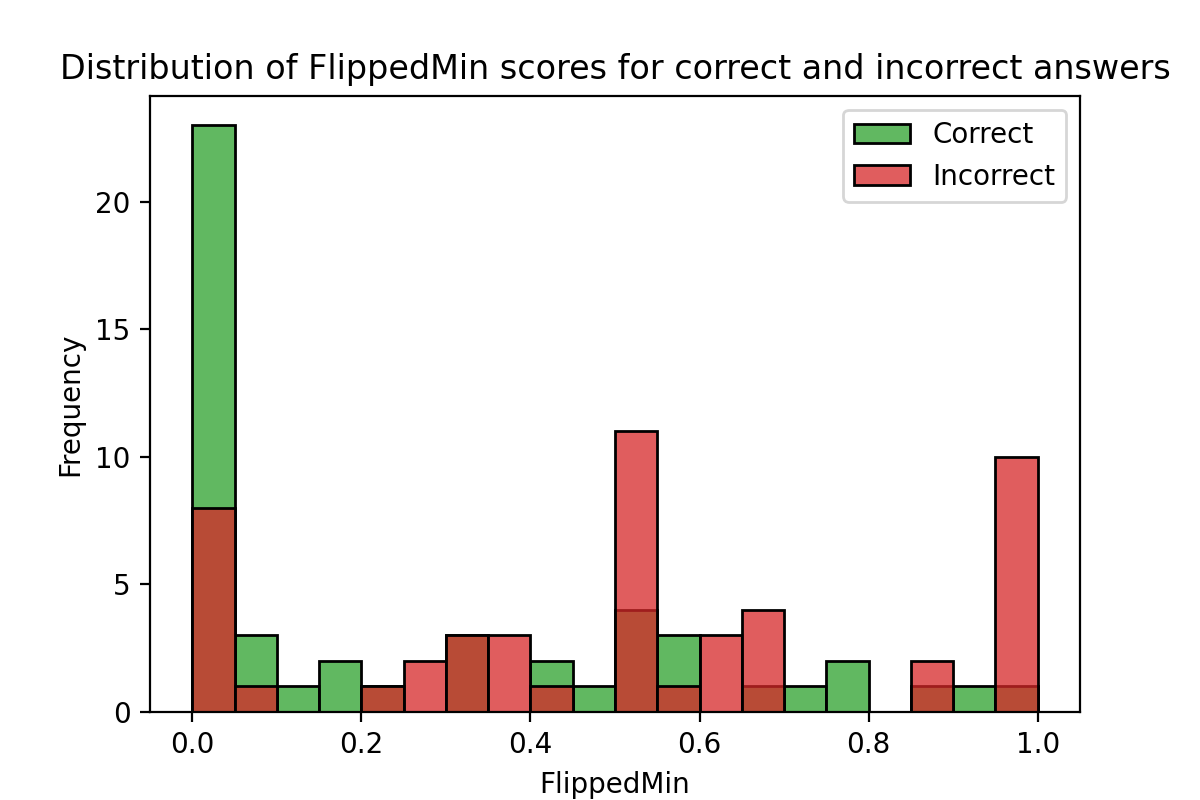 Distribution of FlippedMin scores for correct and incorrect answers
Correct
Incorrect
Frequency
20
15
10
5
0
0.0 0.2 0.4 0.6 0.8 1.0
FlippedMin